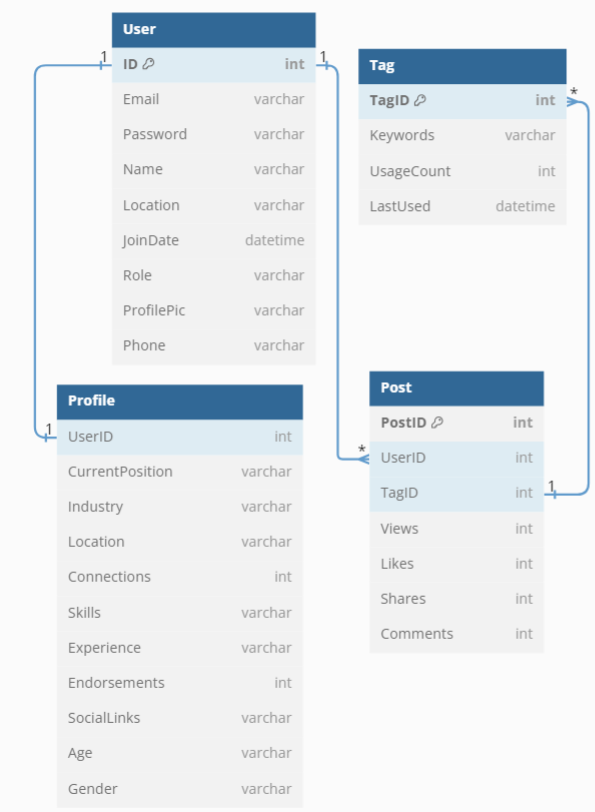 User
1
ID int
1
Email varchar
Password varchar
Name varchar
Location varchar
JoinDate datetime
Role varchar
ProfilePic varchar
Phone varchar
Tag
TagID int
*
Keywords varchar
UsageCount int
LastUsed datetime
Profile
1
UserID int
CurrentPosition varchar
Industry varchar
Location varchar
Connections int
Skills varchar
Experience varchar
Endorsements int
SocialLinks varchar
Age varchar
Gender varchar
Post
PostID int
*
UserID int
TagID int
1
Views int
Likes int
Shares int
Comments int